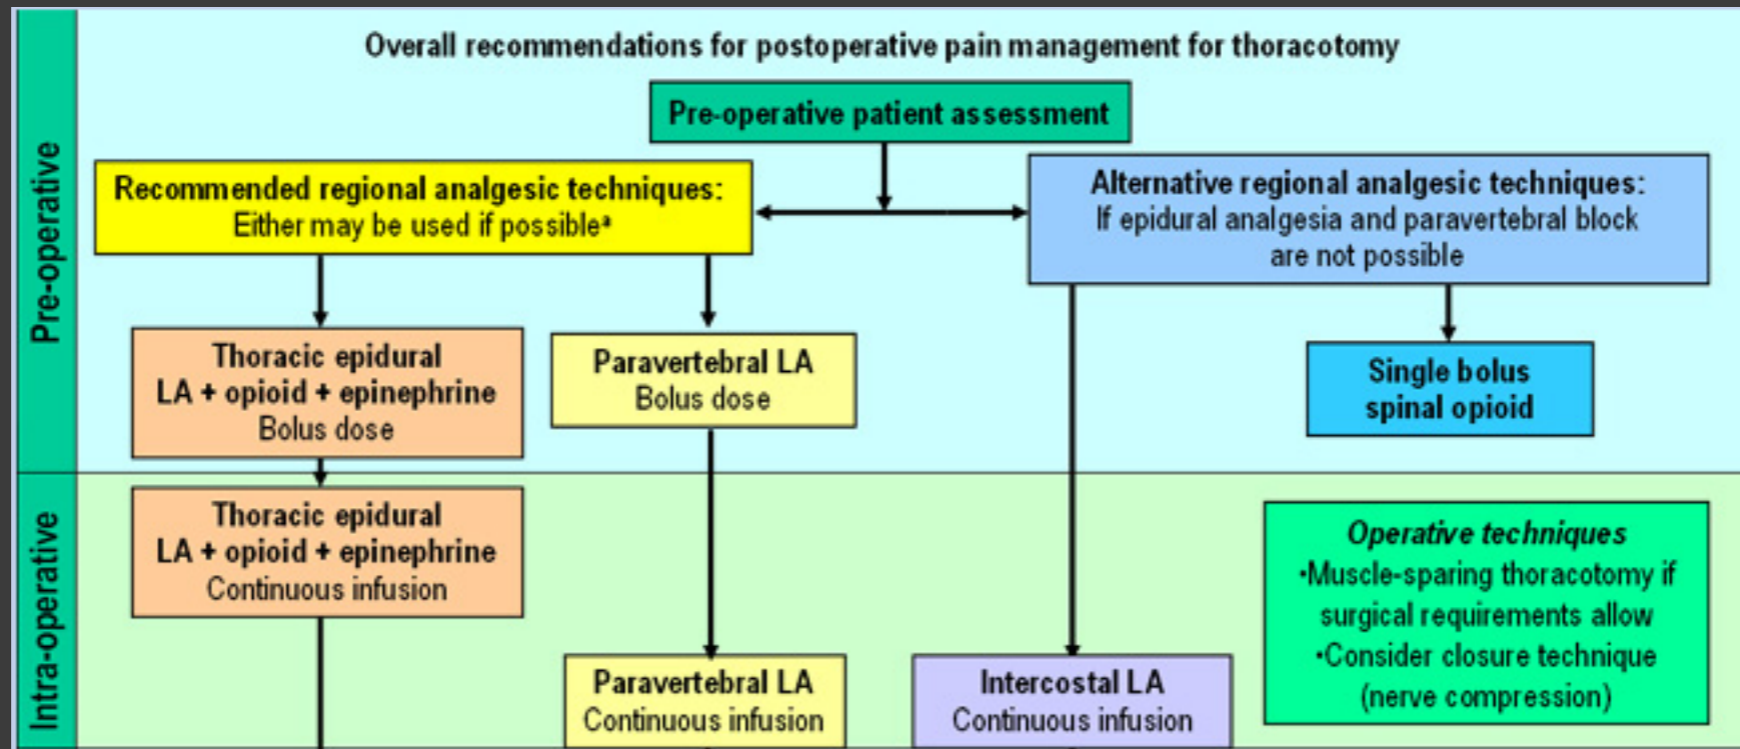 Overall recommendations for postoperative pain management for thoracotomy
Pre-operative patient assessment
Pre-operative
Recommended regional analgesic techniques:
Either may be used if possibleª
Alternative regional analgesic techniques:
If epidural analgesia and paravertebral block
are not possible
Thoracic epidural
LA + opioid + epinephrine
Bolus dose
Paravertebral LA
Bolus dose
Single bolus
spinal opioid
Intra-operative
Thoracic epidural
LA + opioid + epinephrine
Continuous infusion
Paravertebral LA
Continuous infusion
Intercostal LA
Continuous infusion
Operative techniques
•Muscle-sparing thoracotomy if
surgical requirements allow
•Consider closure technique
(nerve compression)